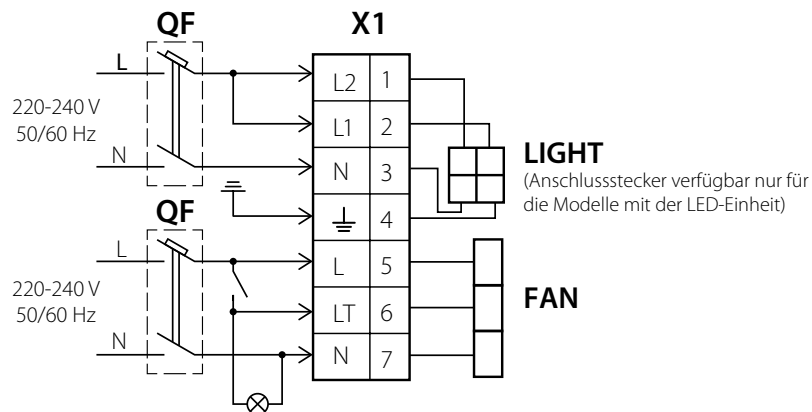 QF
X1
L
L2 1
220-240 V
50/60 Hz
L1 2
N
N 3
LIGHT
(Anschlussstecker verfügbar nur für
die Modelle mit der LED-Einheit)
4
QF
L
L 5
220-240 V
50/60 Hz
LT 6
FAN
N
N 7